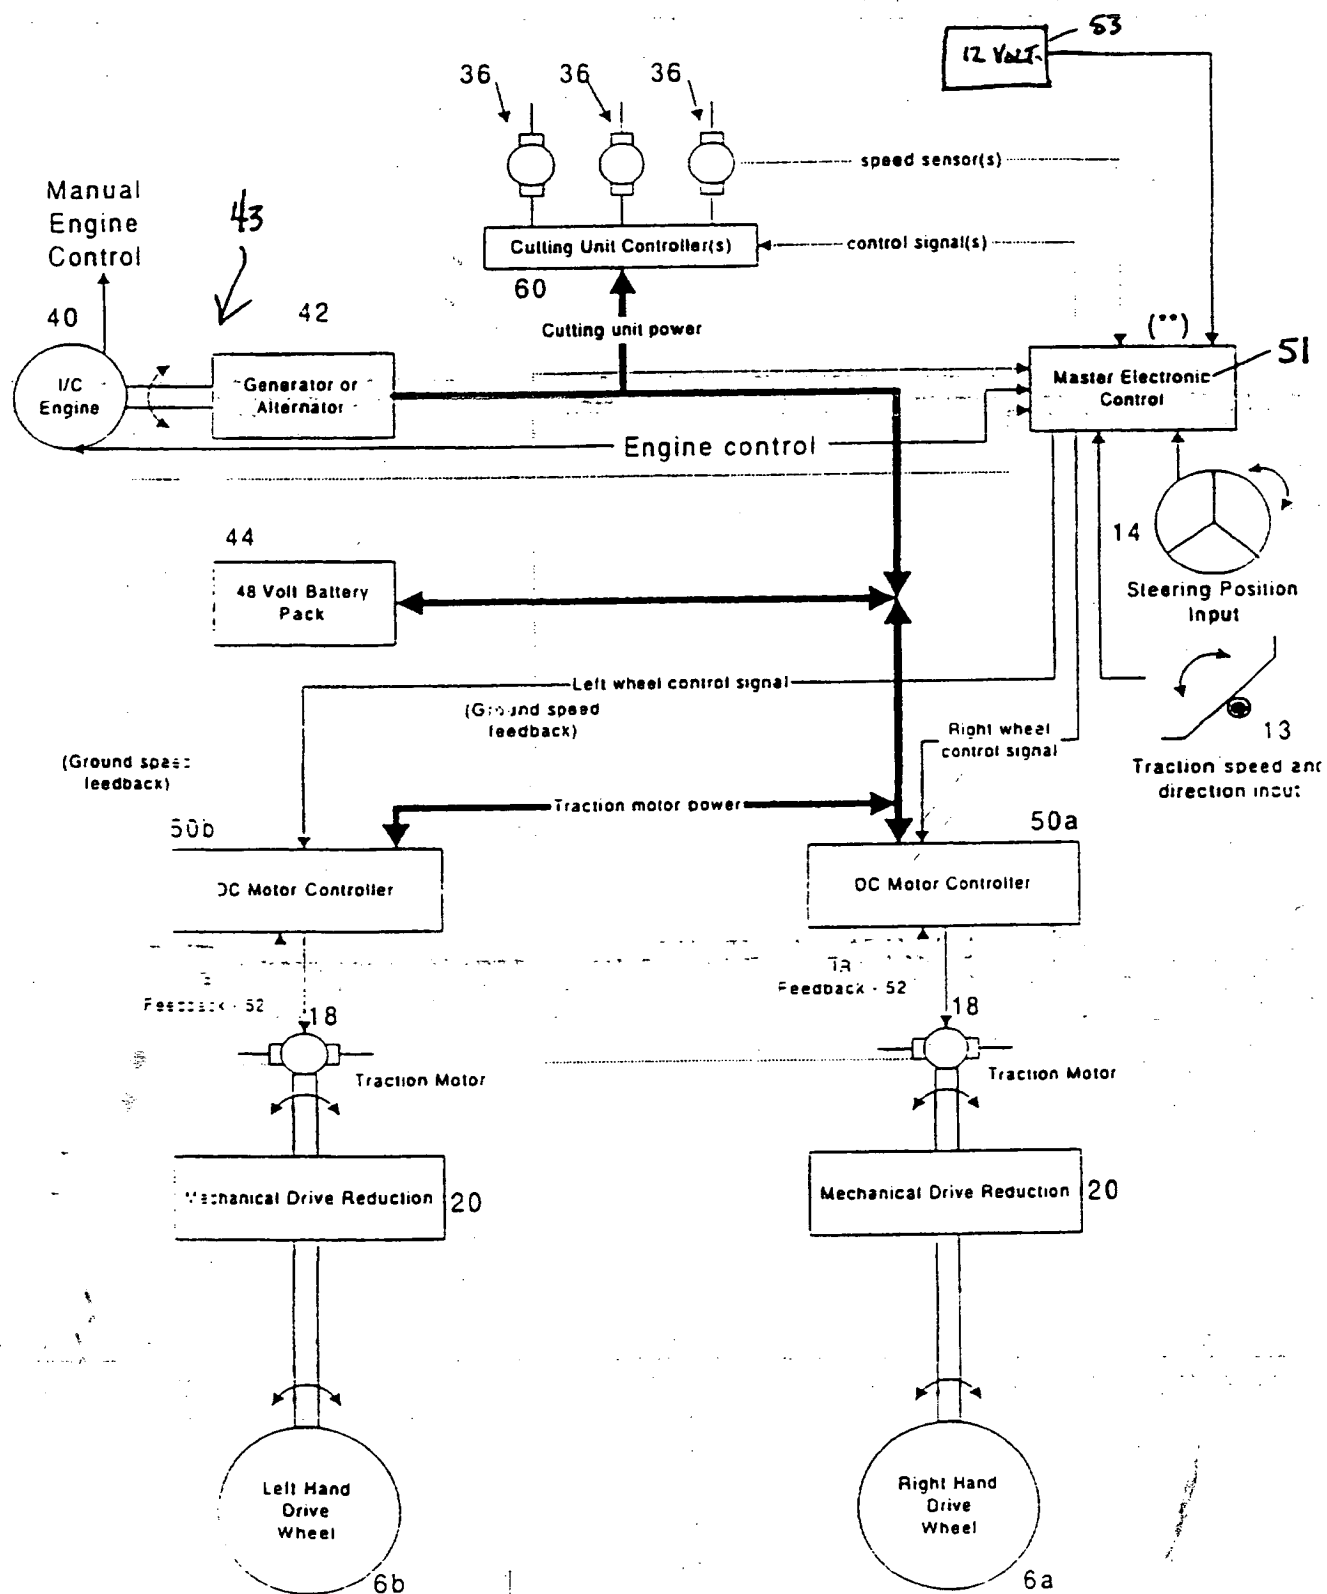 53
12 VOLT.
36
36
36
speed sensor(s)
Manual
Engine
Control
43
Cutting Unit Controller(s)
control signal(s)
60
40
42
Cutting unit power
(**)
51
I/C
Engine
Generator or
Alternator
Master Electronic
Control
Engine control
44
14
48 Volt Battery
Pack
Steering Position
Input
Left wheel control signal
(Ground speed
feedback)
Right wheel
control signal
13
(Ground
feedback)
Traction speed and
direction input
Traction motor power
50b
50a
DC Motor Controller
DC Motor Controller
Feedback - 52
Feedback - 52
18
18
Traction Motor
Traction Motor
Mechanical Drive Reduction
20
Mechanical Drive Reduction
20
Left Hand
Drive
Wheel
Right Hand
Drive
Wheel
6b
6a